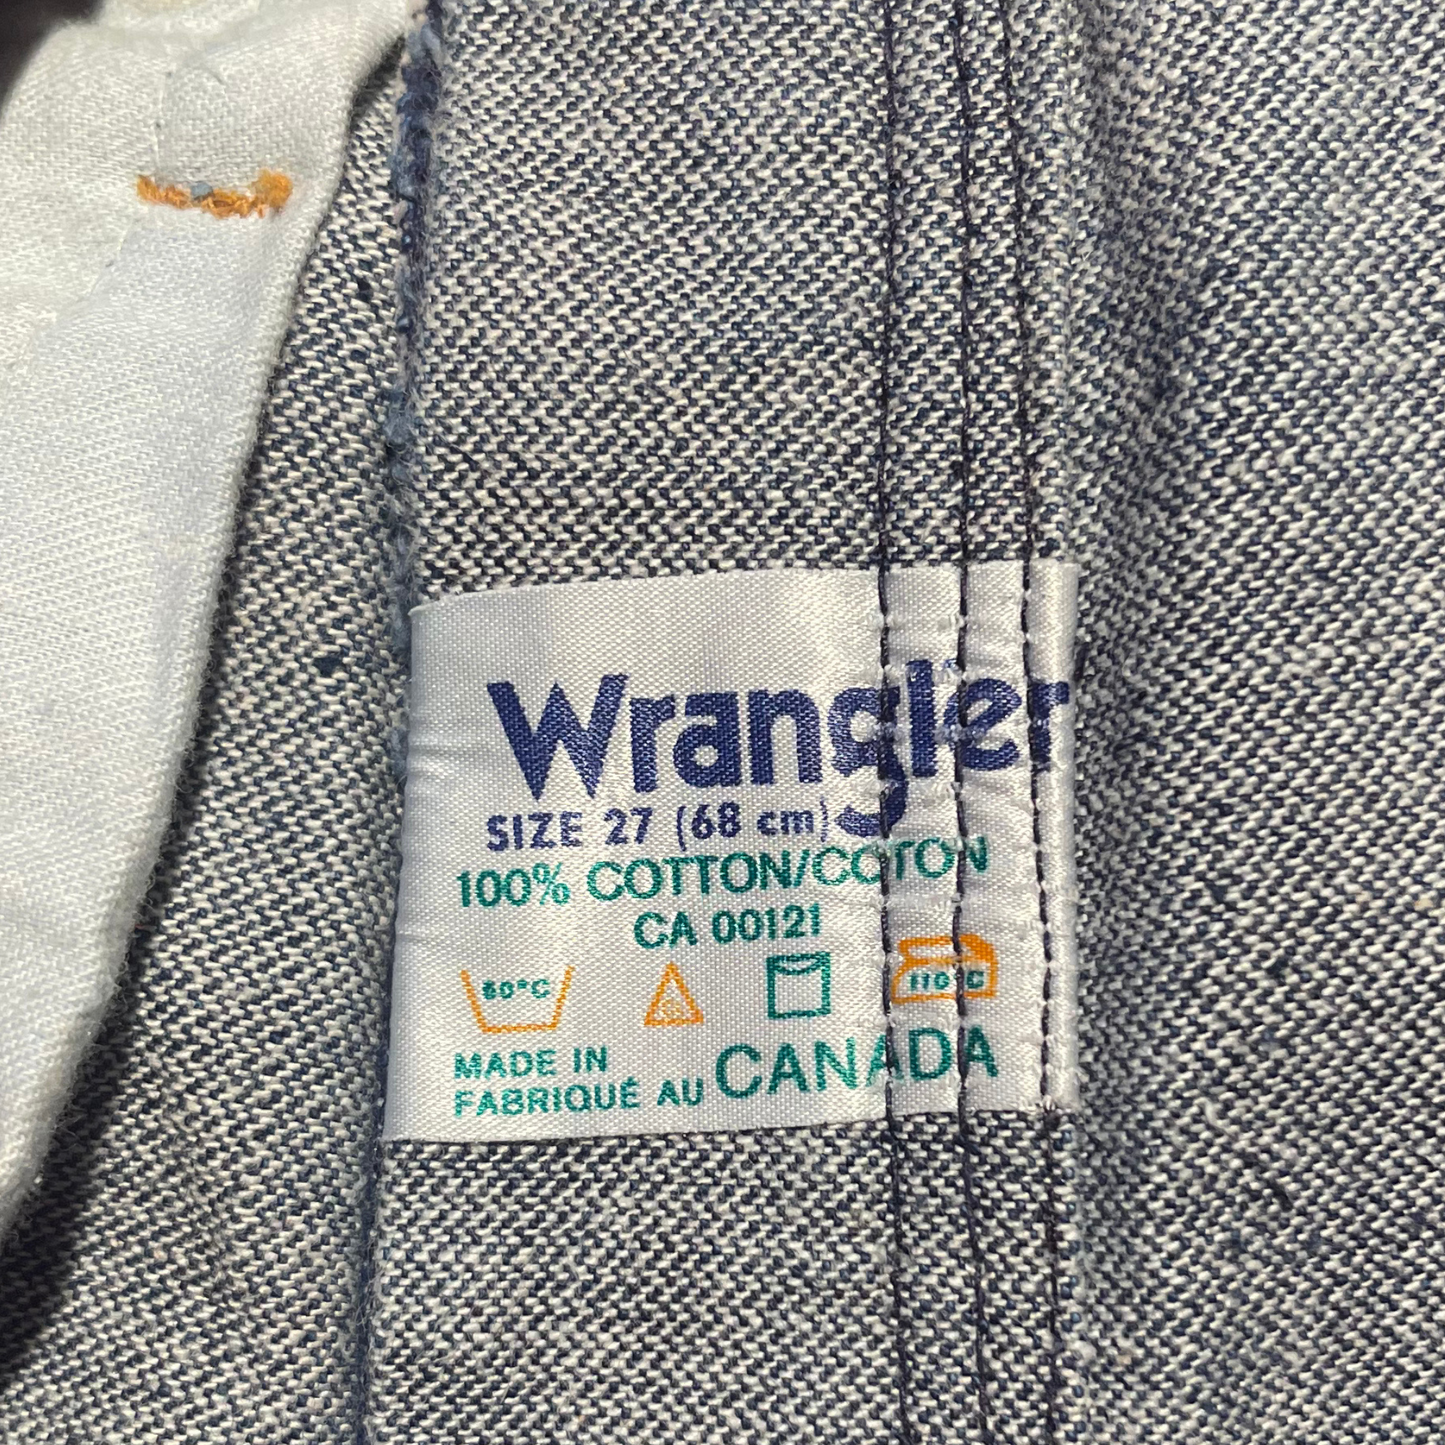 Wrangler
SIZE 27 (68 cm)
100% COTTON/COTON
CA 00121
60°C
110°C
MADE IN
FABRIQUÉ AU CANADA